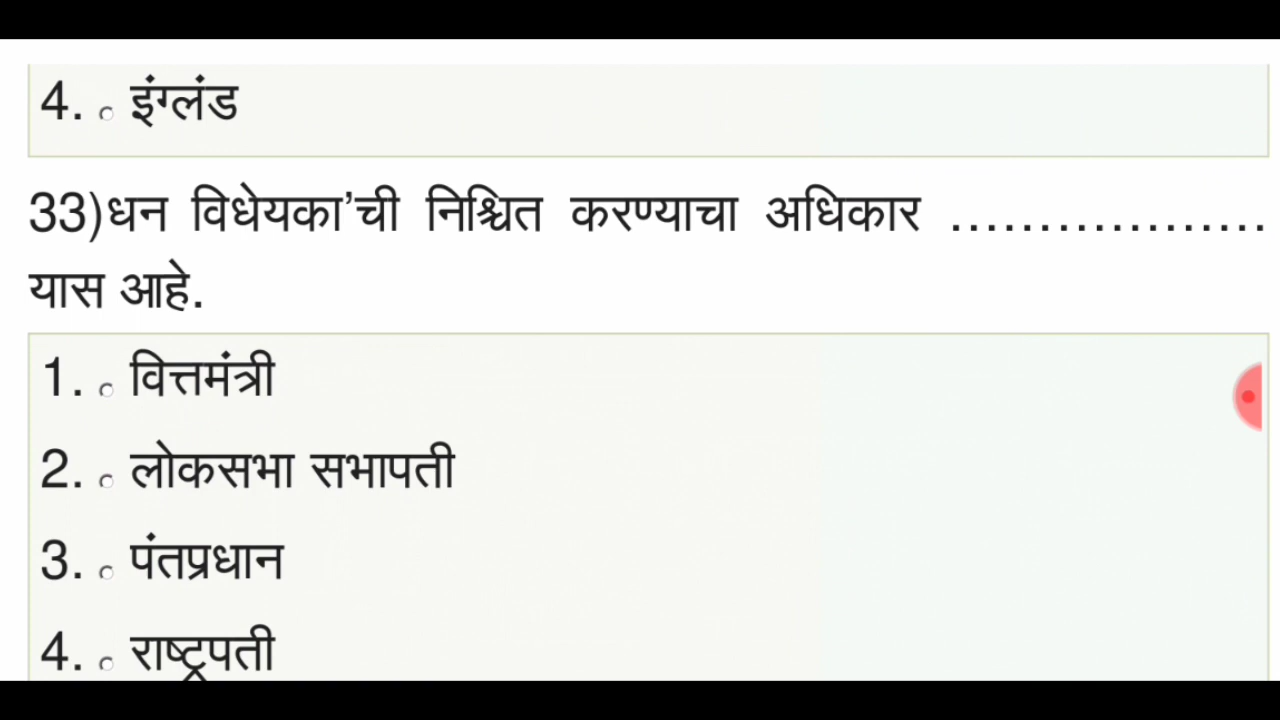 4. इंग्लंड
33)धन विधेयका’ची निश्चित करण्याचा अधिकार ..................
यास आहे.
1. वित्तमंत्री
2. लोकसभा सभापती
3. पंतप्रधान
4. राष्ट्रपती